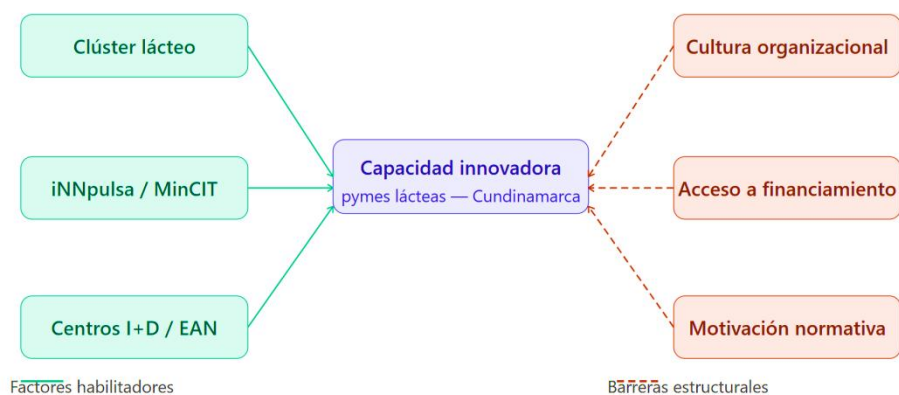 Clúster lácteo
Cultura organizacional
Capacidad innovadora
pymes lácteas — Cundinamarca
iNNpulsa / MinCIT
Acceso a financiamiento
Centros I+D / EAN
Motivación normativa
Factores habilitadores
Barreras estructurales